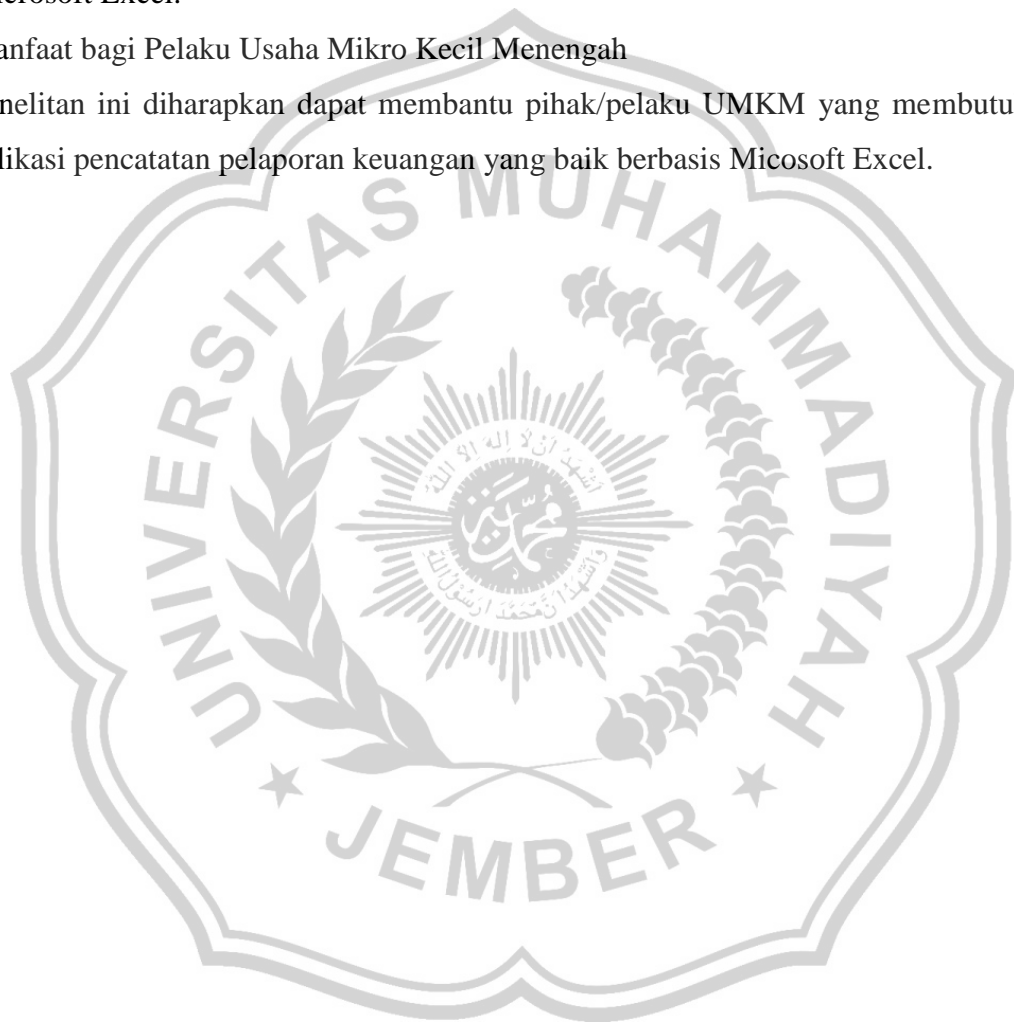 icrosoft Excel.
anfaat bagi Pelaku Usaha Mikro Kecil Menengah
nelitan ini diharapkan dapat membantu pihak/pelaku UMKM yang membutu
likasi pencatatan pelaporan keuangan yang baik berbasis Micosoft Excel.
UNIVERSITAS MUHAMMADIYAH
★ JEMBER ★